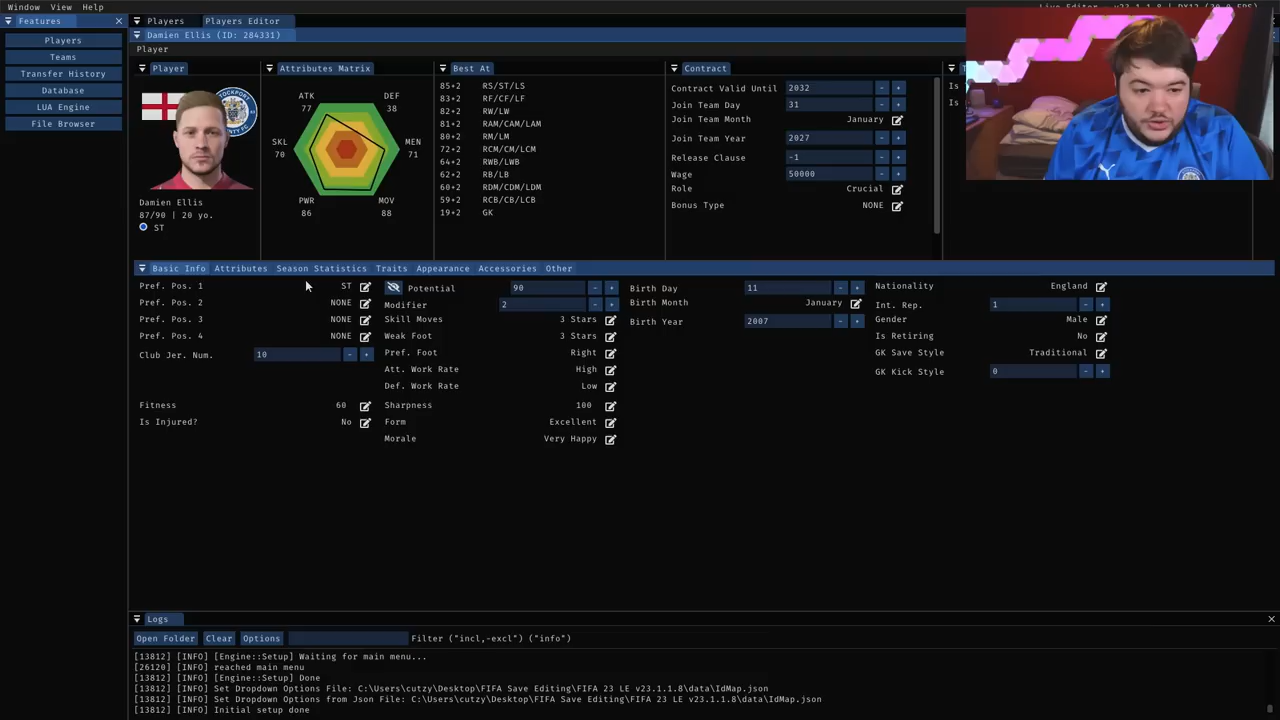 Window View Help
Live Editor - v23.1.1.8 | DX12
Features
Players Players Editor
Players
Teams
Transfer History
Database
LUA Engine
File Browser
Damien Ellis (ID: 284331)
Player
Player
Damien Ellis
87/90 | 20 yo.
ST
Attributes Matrix
ATK
77
DEF
38
SKL
70
MEN
71
PWR
86
MOV
88
Best At
85+2 RS/ST/LS
83+2 RF/CF/LF
82+2 RW/LW
81+2 RAM/CAM/LAM
80+2 RM/LM
72+2 RCM/CM/LCM
64+2 RWB/LWB
62+2 RB/LB
60+2 RDM/CDM/LDM
59+2 RCB/CB/LCB
19+2 GK
Contract
Contract Valid Until 2032 - +
Join Team Day 31 - +
Join Team Month January
Join Team Year 2027 - +
Release Clause -1 - +
Wage 50000 - +
Role Crucial
Bonus Type NONE
Is
Is
Basic Info Attributes Season Statistics Traits Appearance Accessories Other
Pref. Pos. 1 ST
Pref. Pos. 2 NONE
Pref. Pos. 3 NONE
Pref. Pos. 4 NONE
Club Jer. Num. 10 - +
Fitness 60
Is Injured? No
Potential 90 - +
Modifier 2 - +
Skill Moves 3 Stars
Weak Foot 3 Stars
Pref. Foot Right
Att. Work Rate High
Def. Work Rate Low
Sharpness 100
Form Excellent
Morale Very Happy
Birth Day 11 - +
Birth Month January
Birth Year 2007 - +
Nationality England
Int. Rep. 1 - +
Gender Male
Is Retiring No
GK Save Style Traditional
GK Kick Style 0 - +
Logs
Open Folder Clear Options Filter ("incl,-excl") ("info")
[13812] [INFO] [Engine::Setup] Waiting for main menu...
[26120] [INFO] reached main menu
[13812] [INFO] [Engine::Setup] Done
[13812] [INFO] Set Dropdown Options File: C:\Users\cutzy\Desktop\FIFA Save Editing\FIFA 23 LE v23.1.1.8\data\IdMap.json
[13812] [INFO] Set Dropdown Options from Json File: C:\Users\cutzy\Desktop\FIFA Save Editing\FIFA 23 LE v23.1.1.8\data\IdMap.json
[13812] [INFO] Initial setup done